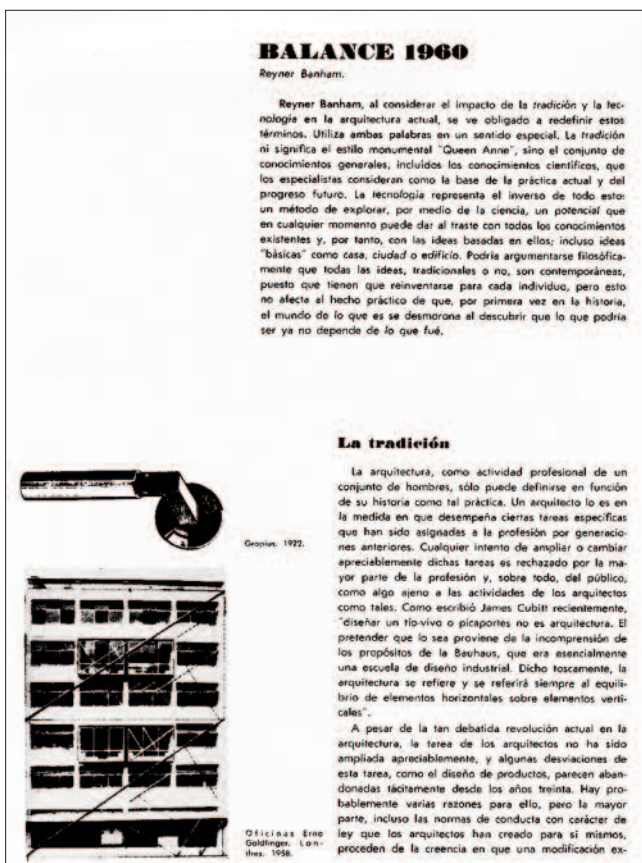 BALANCE 1960
Reyner Banham.
Reyner Banham, al considerar el impacto de la tradición y la tec-
nología en la arquitectura actual, se ve obligado a redefinir estos
términos. Utiliza ambas palabras en un sentido especial. La tradición
ni significa el estilo monumental "Queen Anne", sino el conjunto de
conocimientos generales, incluídos los conocimientos científicos, que
los especialistas consideran como la base de la práctica actual y del
progreso futuro. La tecnología representa el inverso de todo esto:
un método de explorar, por medio de la ciencia, un potencial que
en cualquier momento puede dar al traste con todos los conocimientos
existentes y, por tanto, con las ideas basadas en ellos; incluso ideas
"básicas" como casa, ciudad o edificio. Podría argumentarse filosófica-
mente que todas las ideas, tradicionales o no, son contemporáneas,
puesto que tienen que reinventarse para cada individuo, pero esto
no afecta al hecho práctico de que, por primera vez en la historia,
el mundo de lo que es se desmorona al descubrir que lo que podría
ser ya no depende de lo que fué.
La tradición
La arquitectura, como actividad profesional de un
conjunto de hombres, sólo puede definirse en función
de su historia como tal práctica. Un arquitecto lo es en
la medida en que desempeña ciertas tareas específicas
que han sido asignadas a la profesión por generacio-
nes anteriores. Cualquier intento de ampliar o cambiar
apreciablemente dichas tareas es rechazado por la ma-
yor parte de la profesión y, sobre todo, del público,
como algo ajeno a las actividades de los arquitectos
como tales. Como escribió James Cubitt recientemente,
"diseñar un tío-vivo o picaportes no es arquitectura. El
pretender que lo sea proviene de la incomprensión de
los propósitos de la Bauhaus, que era esencialmente
una escuela de diseño industrial. Dicho toscamente, la
arquitectura se refiere y se referirá siempre al equili-
brio de elementos horizontales sobre elementos verti-
cales".
A pesar de la tan debatida revolución actual en la
arquitectura, la tarea de los arquitectos no ha sido
ampliada apreciablemente, y algunas desviaciones de
esta tarea, como el diseño de productos, parecen aban-
donadas tácitamente desde los años treinta. Hay pro-
bablemente varias razones para ello, pero la mayor
parte, incluso las normas de conducta con carácter de
ley que los arquitectos han creado para sí mismos,
proceden de la creencia en que una modificación ex-
Gropius. 1922.
Oficinas Erno
Goldfinger. Lon-
dres. 1958.